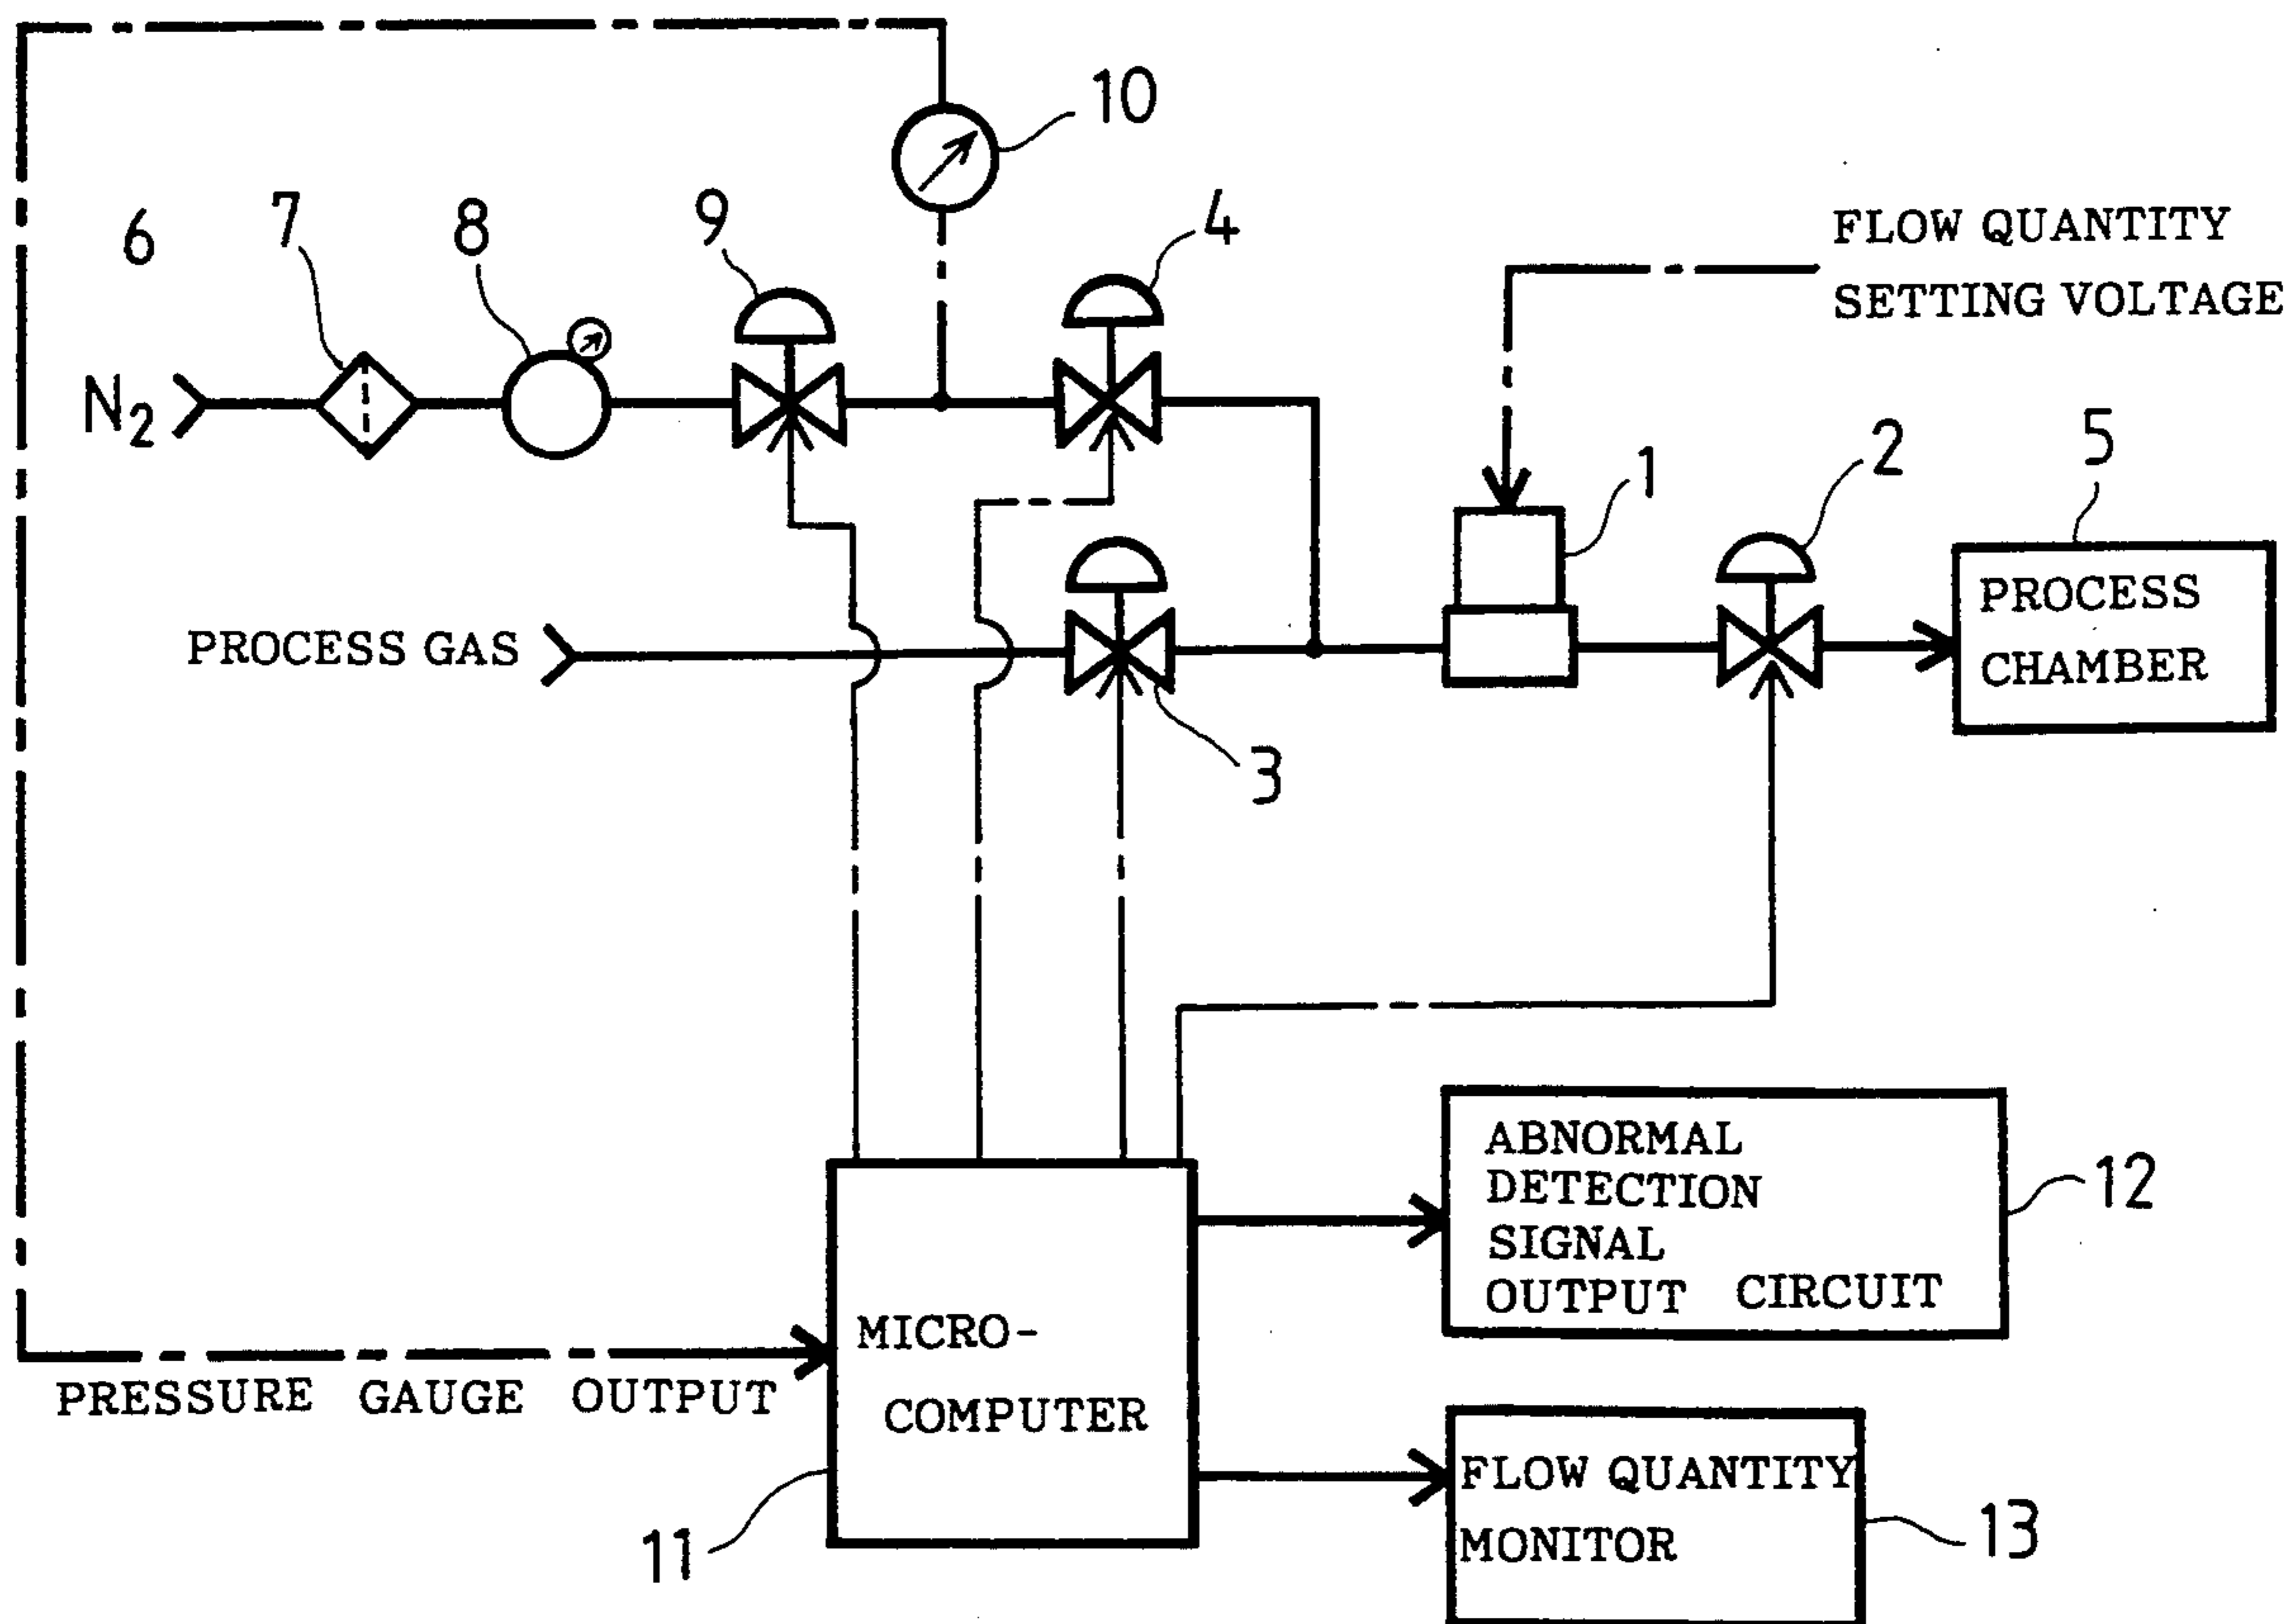 10
6
7
8
9
4
FLOW QUANTITY
SETTING VOLTAGE
N2
1
2
5
PROCESS GAS
PROCESS
CHAMBER
3
ABNORMAL
DETECTION
SIGNAL
OUTPUT CIRCUIT
12
MICRO-
COMPUTER
PRESSURE GAUGE OUTPUT
11
FLOW QUANTITY
MONITOR
13